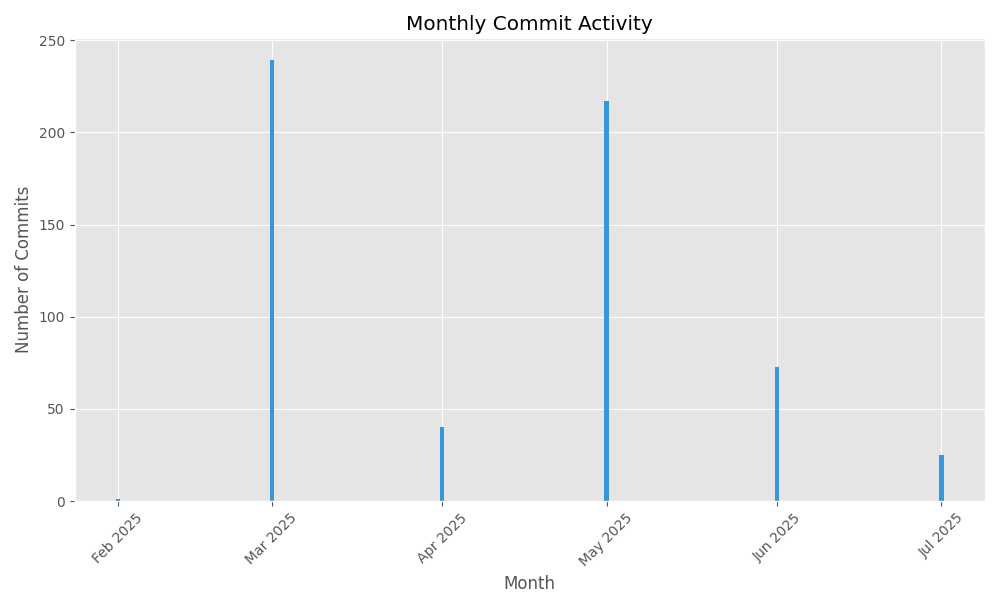 Monthly Commit Activity
Number of Commits
250
200
150
100
50
0
Feb 2025
Mar 2025
Apr 2025
May 2025
Jun 2025
Jul 2025
Month